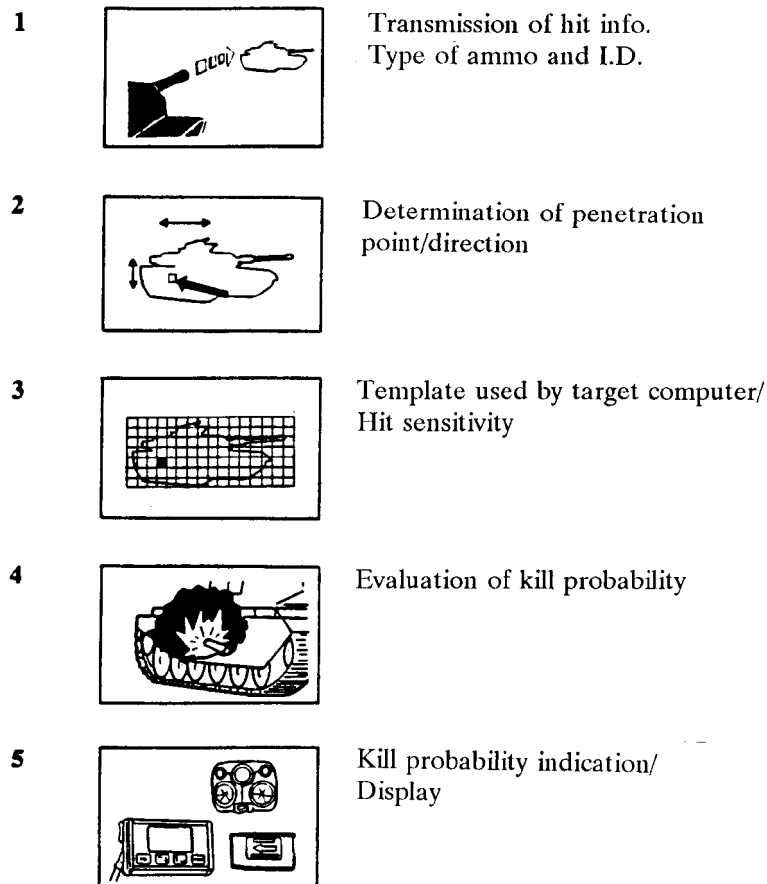 1
Transmission of hit info.
Type of ammo and I.D.
2
Determination of penetration
point/direction
3
Template used by target computer/
Hit sensitivity
4
Evaluation of kill probability
5
Kill probability indication/
Display